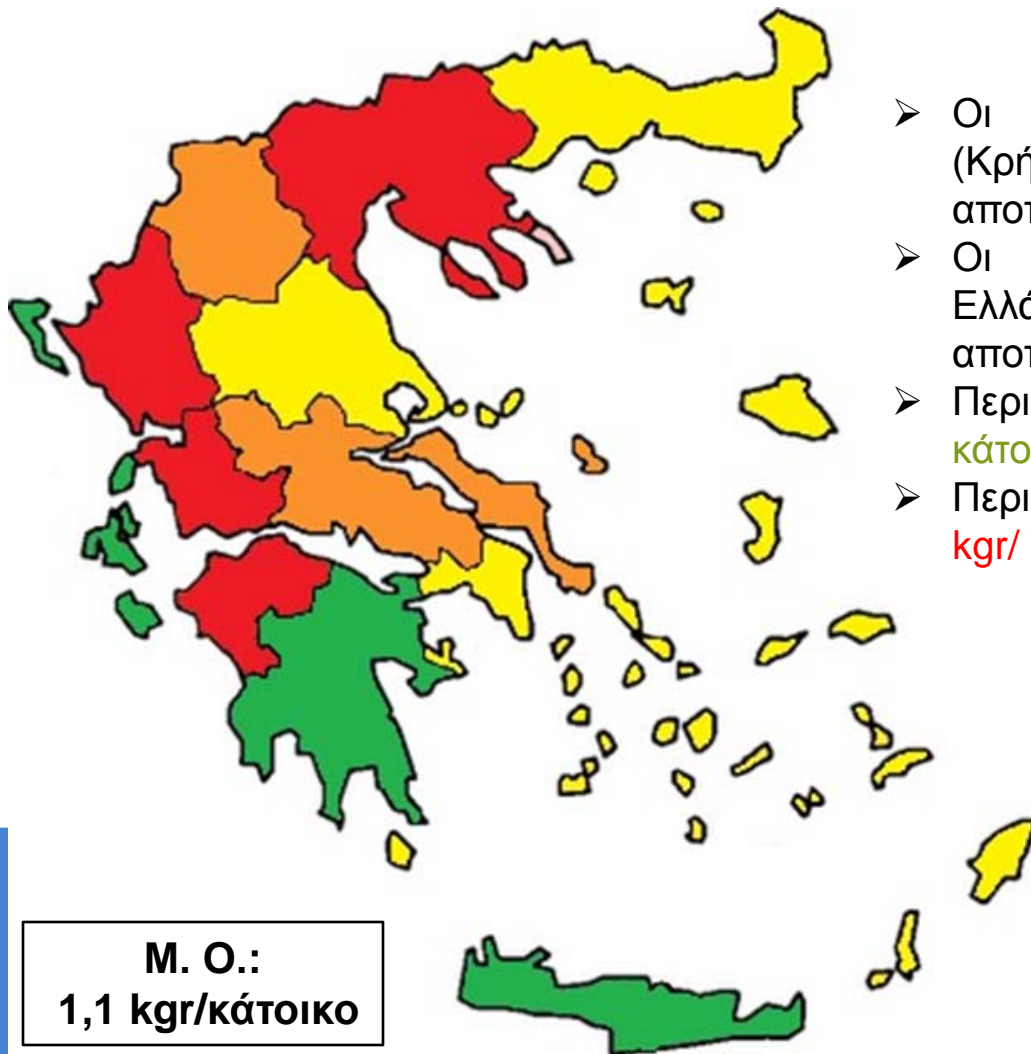 ➢ Οι
(Κρή
αποτ
➢ Οι
Ελλά
αποτ
➢ Περι
κάτο
➢ Περι
kgr/
Μ. Ο.:
1,1 kgr/κάτοικο